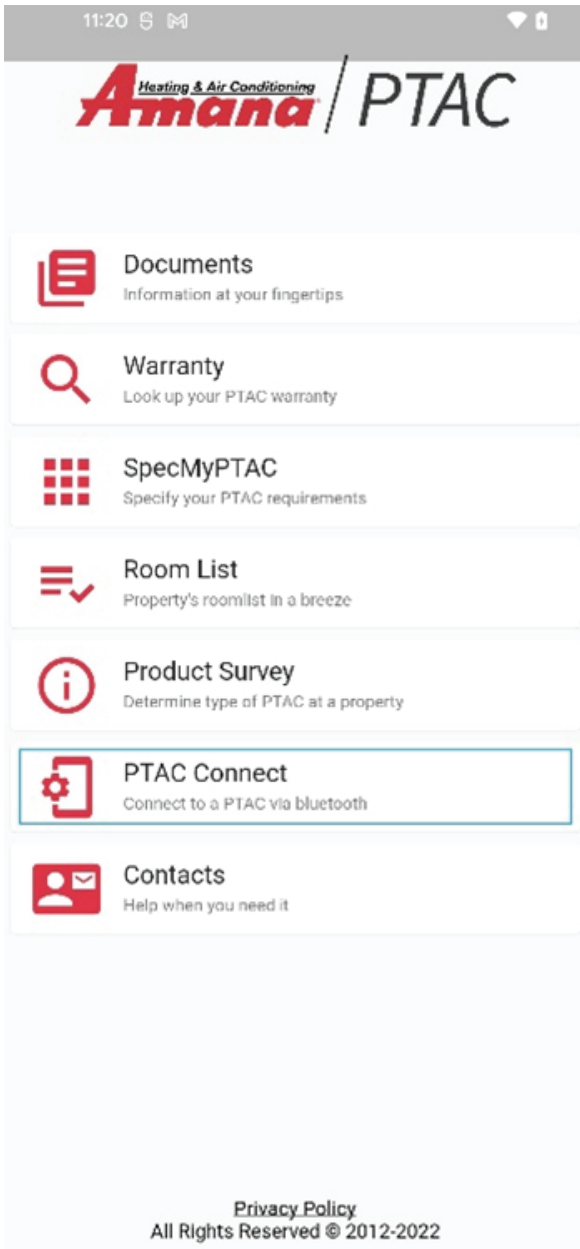 11:20
Heating & Air Conditioning
Amana PTAC
Documents
Information at your fingertips
Warranty
Look up your PTAC warranty
SpecMyPTAC
Specify your PTAC requirements
Room List
Property's roomlist in a breeze
Product Survey
Determine type of PTAC at a property
PTAC Connect
Connect to a PTAC via bluetooth
Contacts
Help when you need it
Privacy Policy
All Rights Reserved © 2012-2022